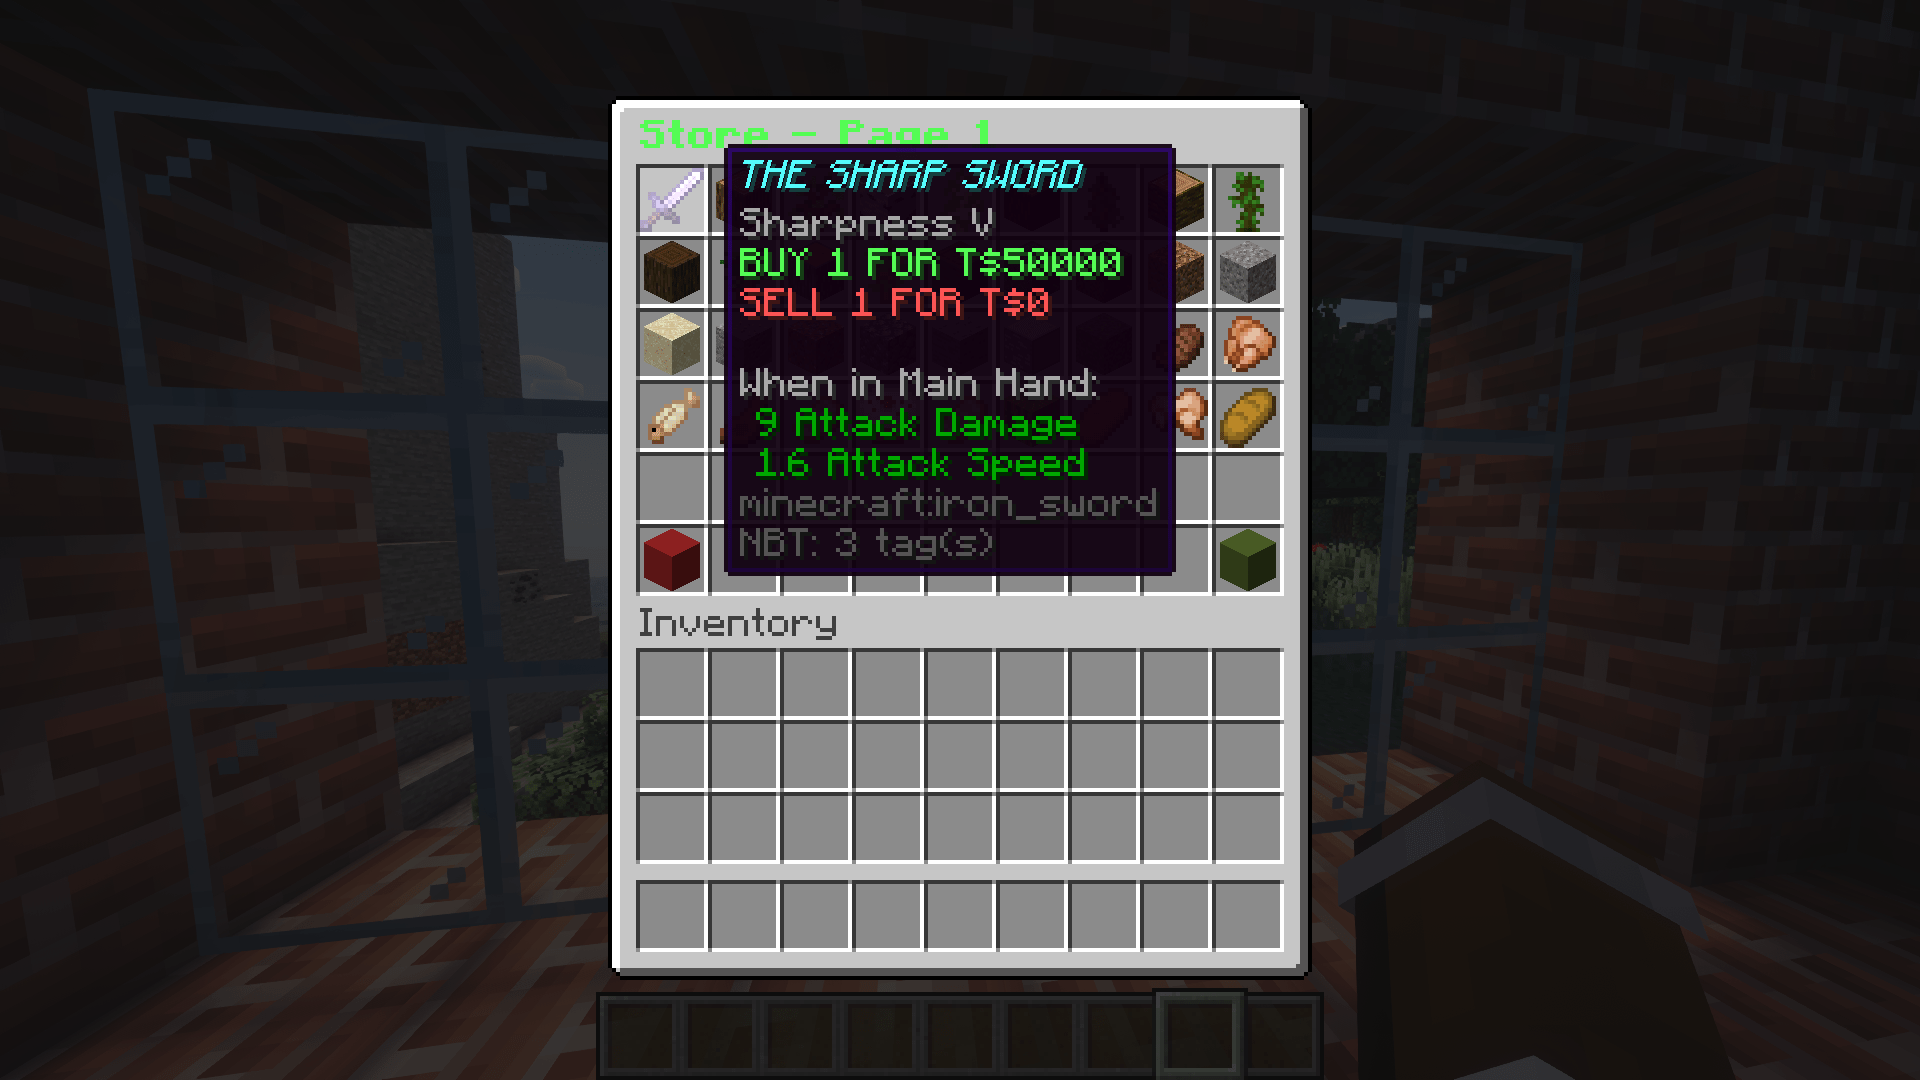 Store - Page 1
THE SHARP SWORD
Sharpness V
BUY 1 FOR T$50000
SELL 1 FOR T$0
When in Main Hand:
9 Attack Damage
1.6 Attack Speed
minecraft:iron_sword
NBT: 3 tag(s)
Inventory